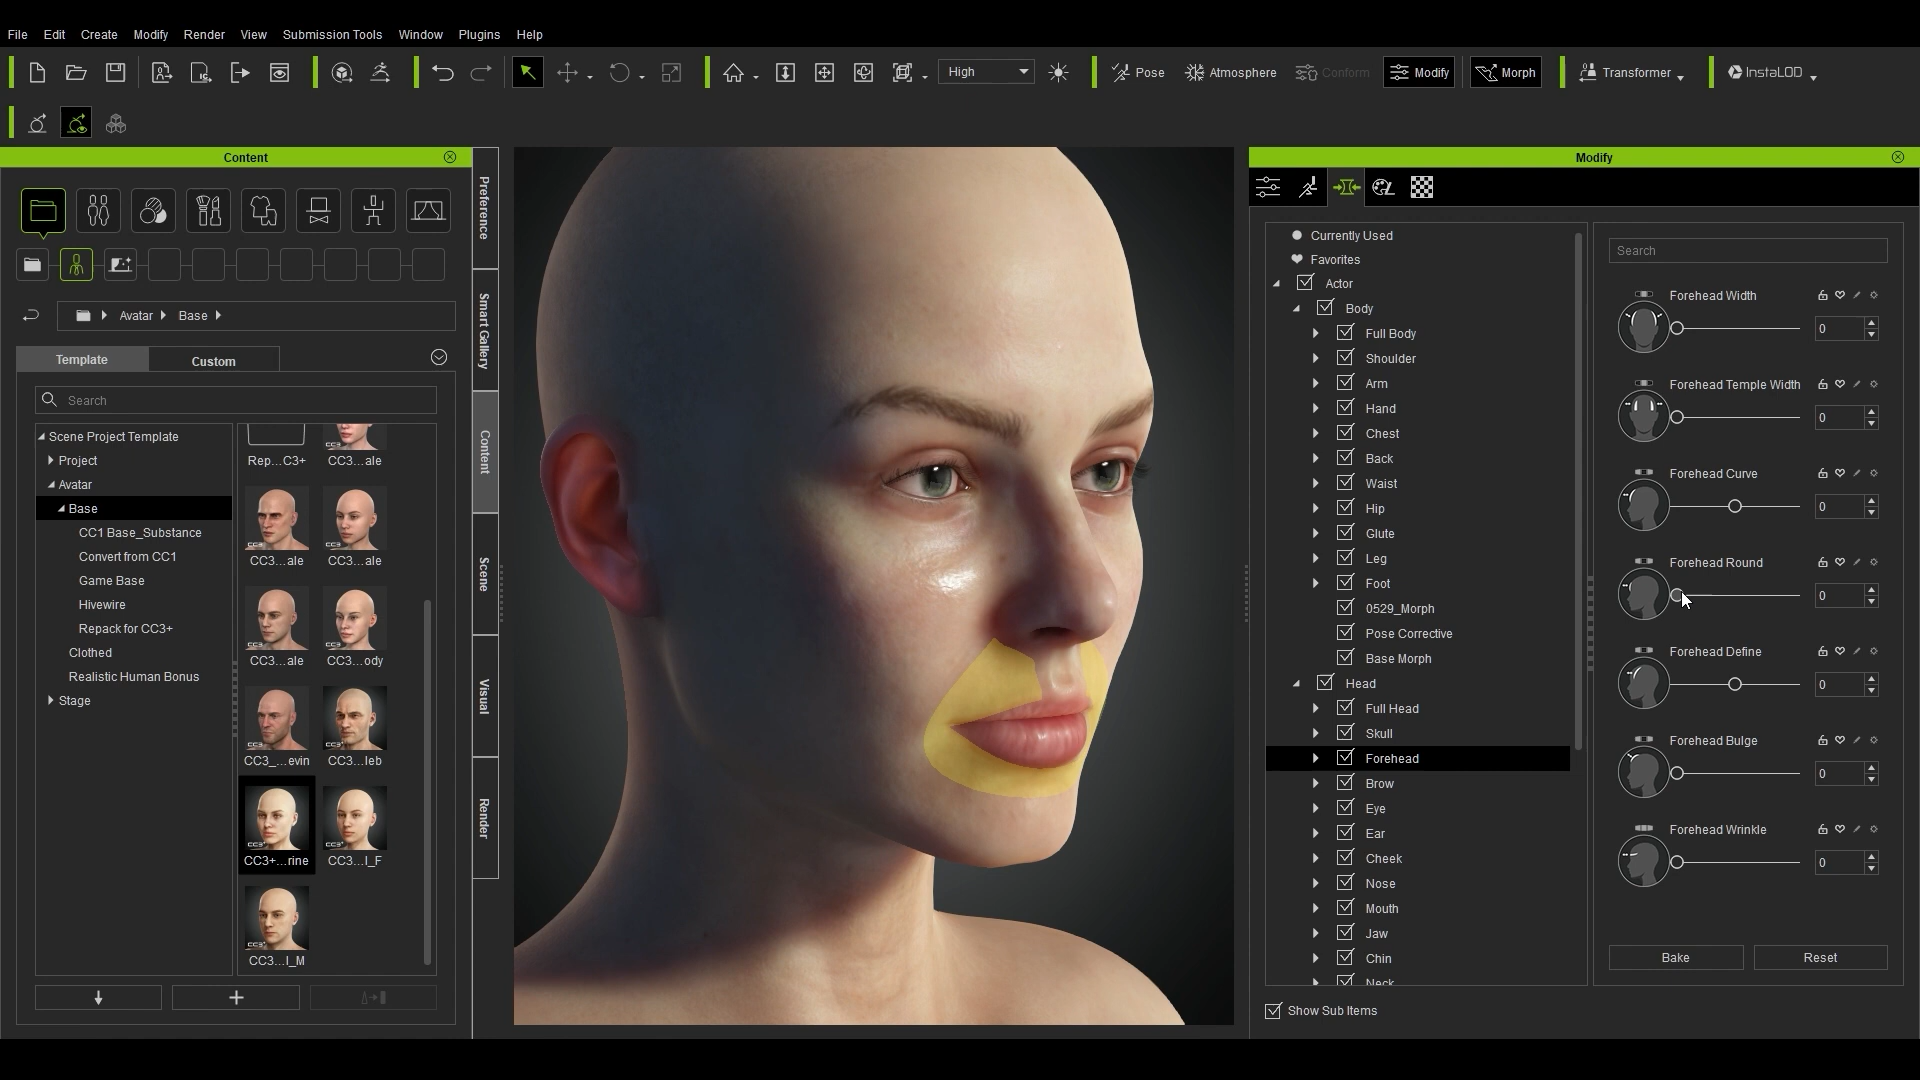 File Edit Create Modify Render View Submission Tools Window Plugins Help
High
Pose
Atmosphere
Conform
Modify
Morph
Transformer
InstaLOD
Content
Avatar
Base
Template
Custom
Search
Scene Project Template
Project
Avatar
Base
CC1 Base_Substance
Convert from CC1
Game Base
Hivewire
Repack for CC3+
Clothed
Realistic Human Bonus
Stage
Rep...C3+
CC3...ale
CC3...ale
CC3...ale
CC3...ale
CC3...ody
CC3_...evin
CC3...leb
CC3+...rine
CC3...l_F
CC3...l_M
Preference
Smart Gallery
Content
Scene
Visual
Render
Modify
Currently Used
Favorites
Actor
Body
Full Body
Shoulder
Arm
Hand
Chest
Back
Waist
Hip
Glute
Leg
Foot
0529_Morph
Pose Corrective
Base Morph
Head
Full Head
Skull
Forehead
Brow
Eye
Ear
Cheek
Nose
Mouth
Jaw
Chin
Neck
Show Sub Items
Search
Forehead Width
0
Forehead Temple Width
0
Forehead Curve
0
Forehead Round
0
Forehead Define
0
Forehead Bulge
0
Forehead Wrinkle
0
Bake
Reset